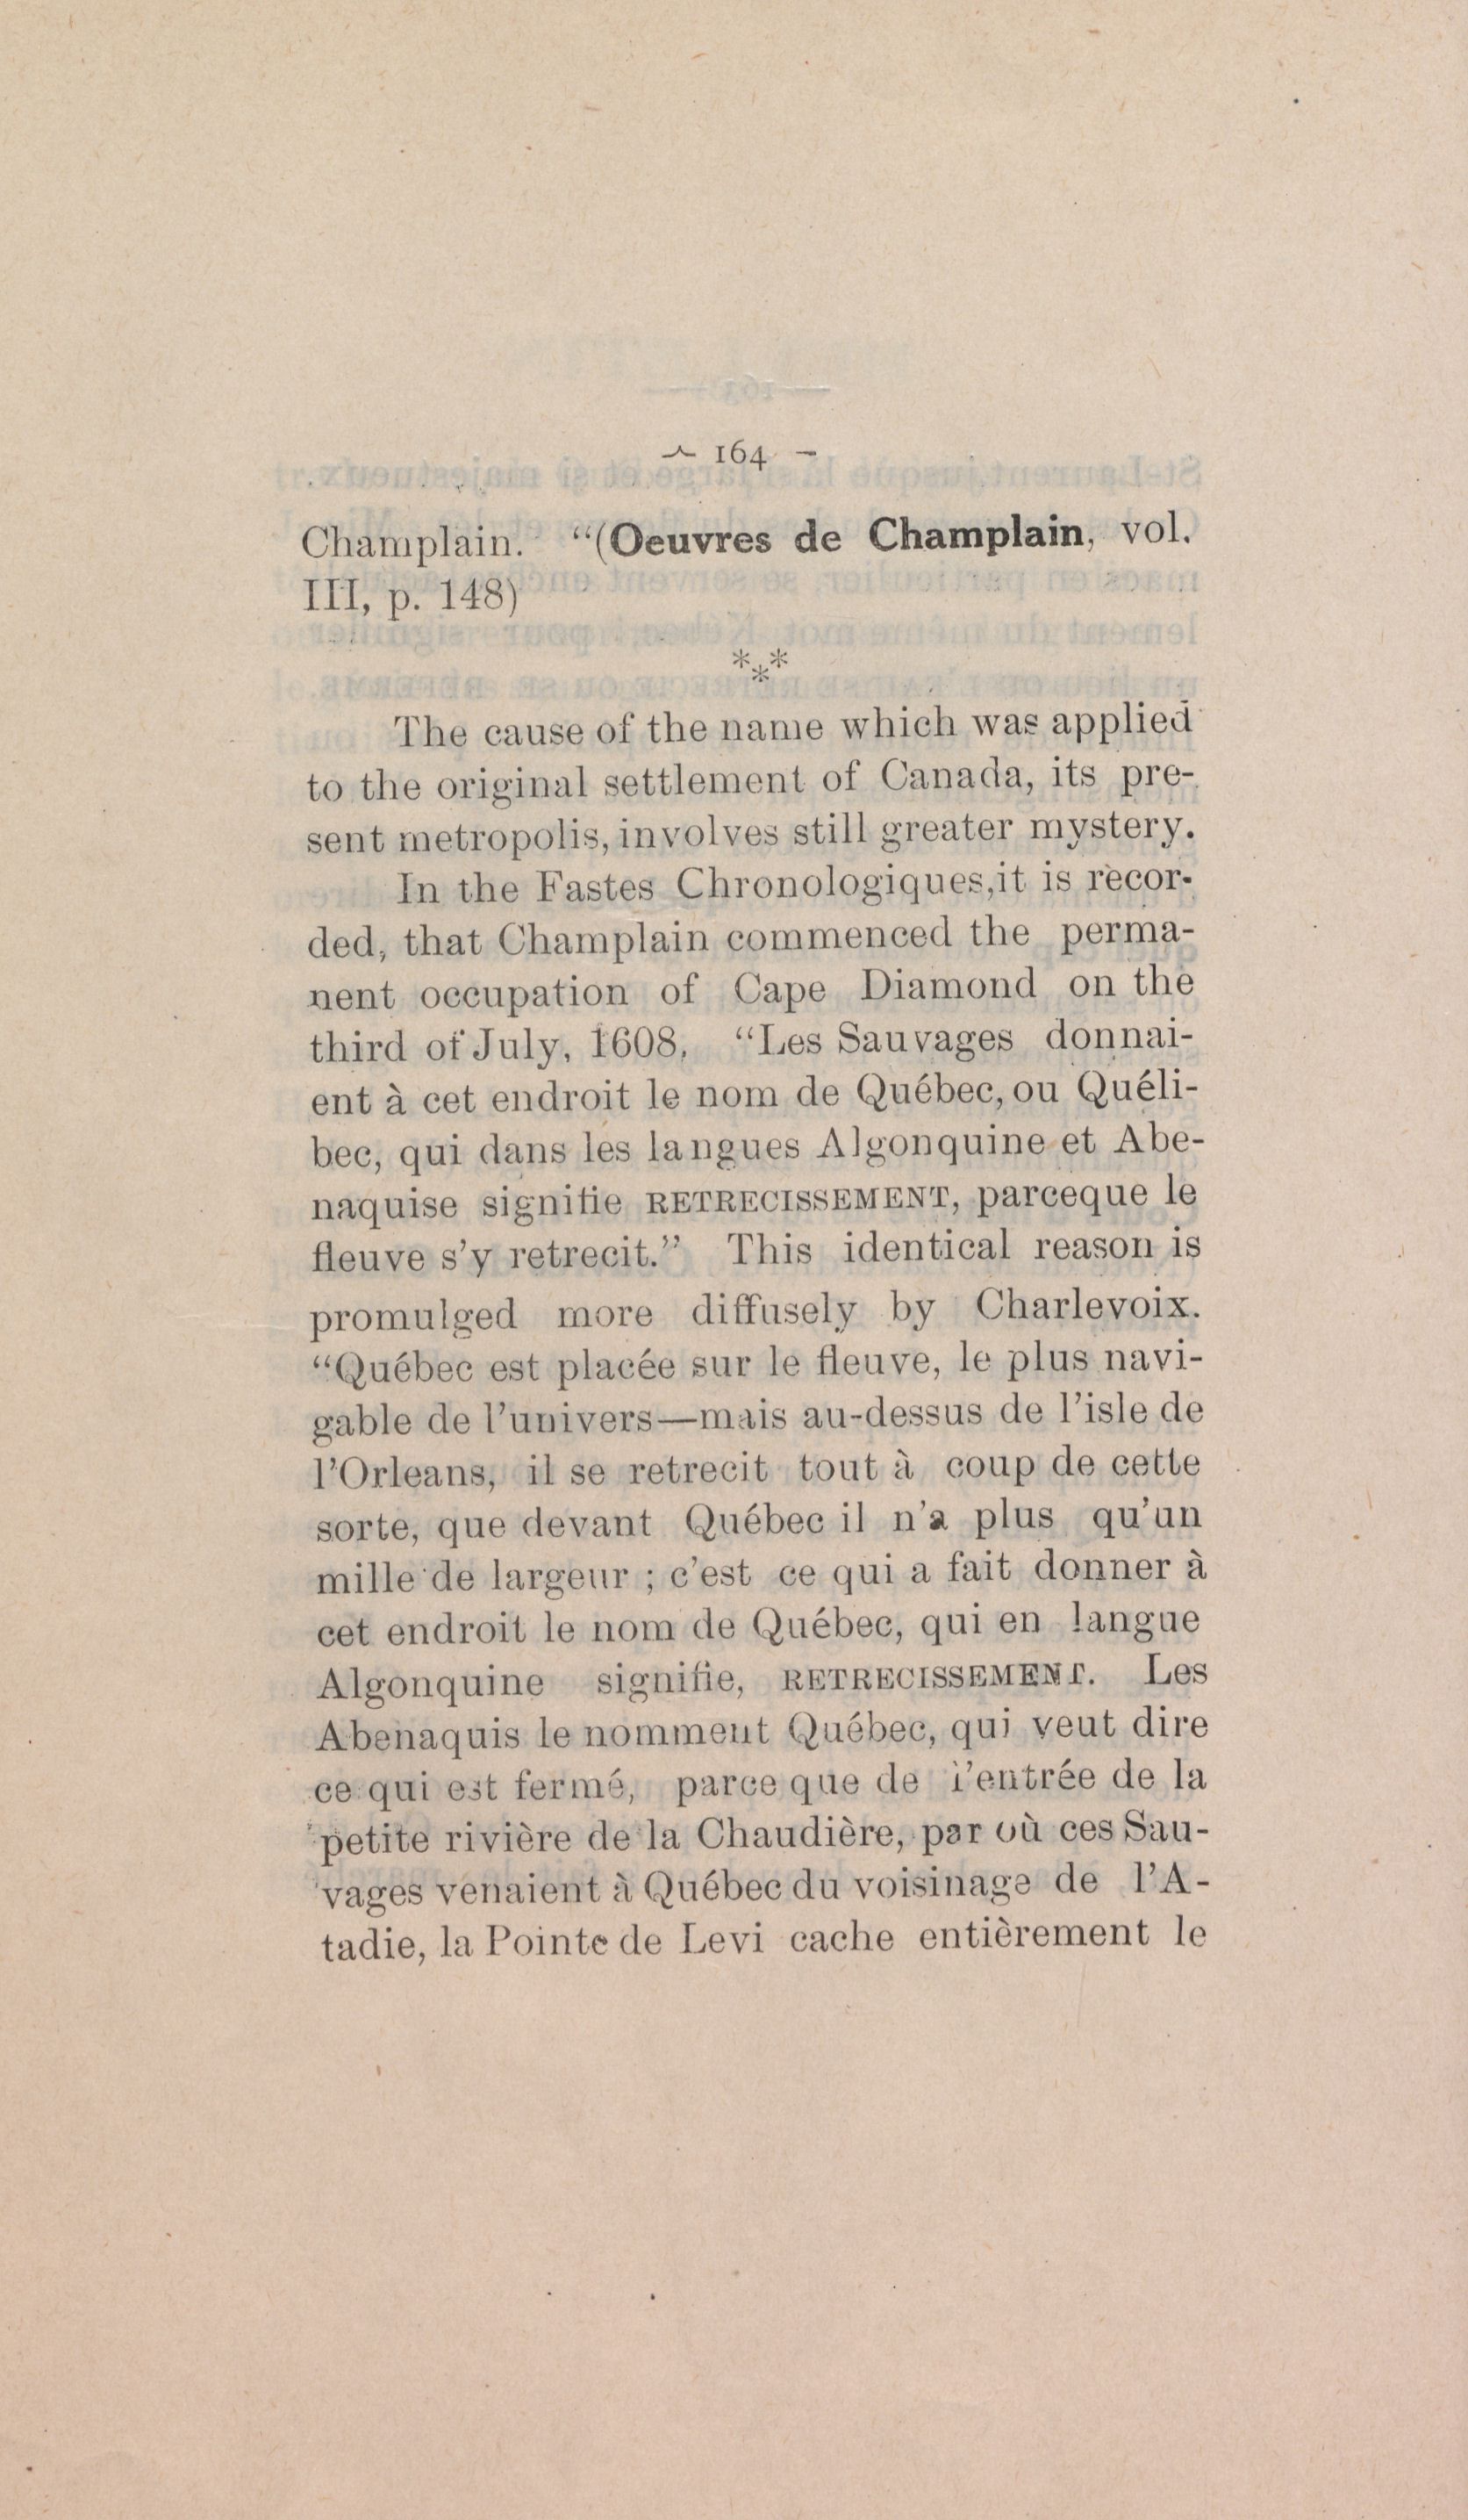 — 164 —
Champlain. “(Oeuvres de Champlain, vol.
III, p. 148)
***
The cause of the name which was applied
to the original settlement of Canada, its pre-
sent metropolis, involves still greater mystery.
In the Fastes Chronologiques,it is recor-
ded, that Champlain commenced the perma-
nent occupation of Cape Diamond on the
third of July, 1608, “Les Sauvages donnai-
ent à cet endroit le nom de Québec, ou Quéli-
bec, qui dans les langues Algonquine et Abe-
naquise signifie RETRECISSEMENT, parceque le
fleuve s’y retrecit.” This identical reason is
promulged more diffusely by Charlevoix.
“Québec est placée sur le fleuve, le plus navi-
gable de l’univers—mais au-dessus de l’isle de
l’Orleans, il se retrecit tout à coup de cette
sorte, que devant Québec il n’a plus qu’un
mille de largeur ; c’est ce qui a fait donner à
cet endroit le nom de Québec, qui en langue
Algonquine signifie, RETRECISSEMENT. Les
Abenaquis le nomment Québec, qui veut dire
ce qui est fermé, parce que de l’entrée de la
petite rivière de la Chaudière, par où ces Sau-
vages venaient à Québec du voisinage de l’A-
tadie, la Pointe de Levi cache entièrement le